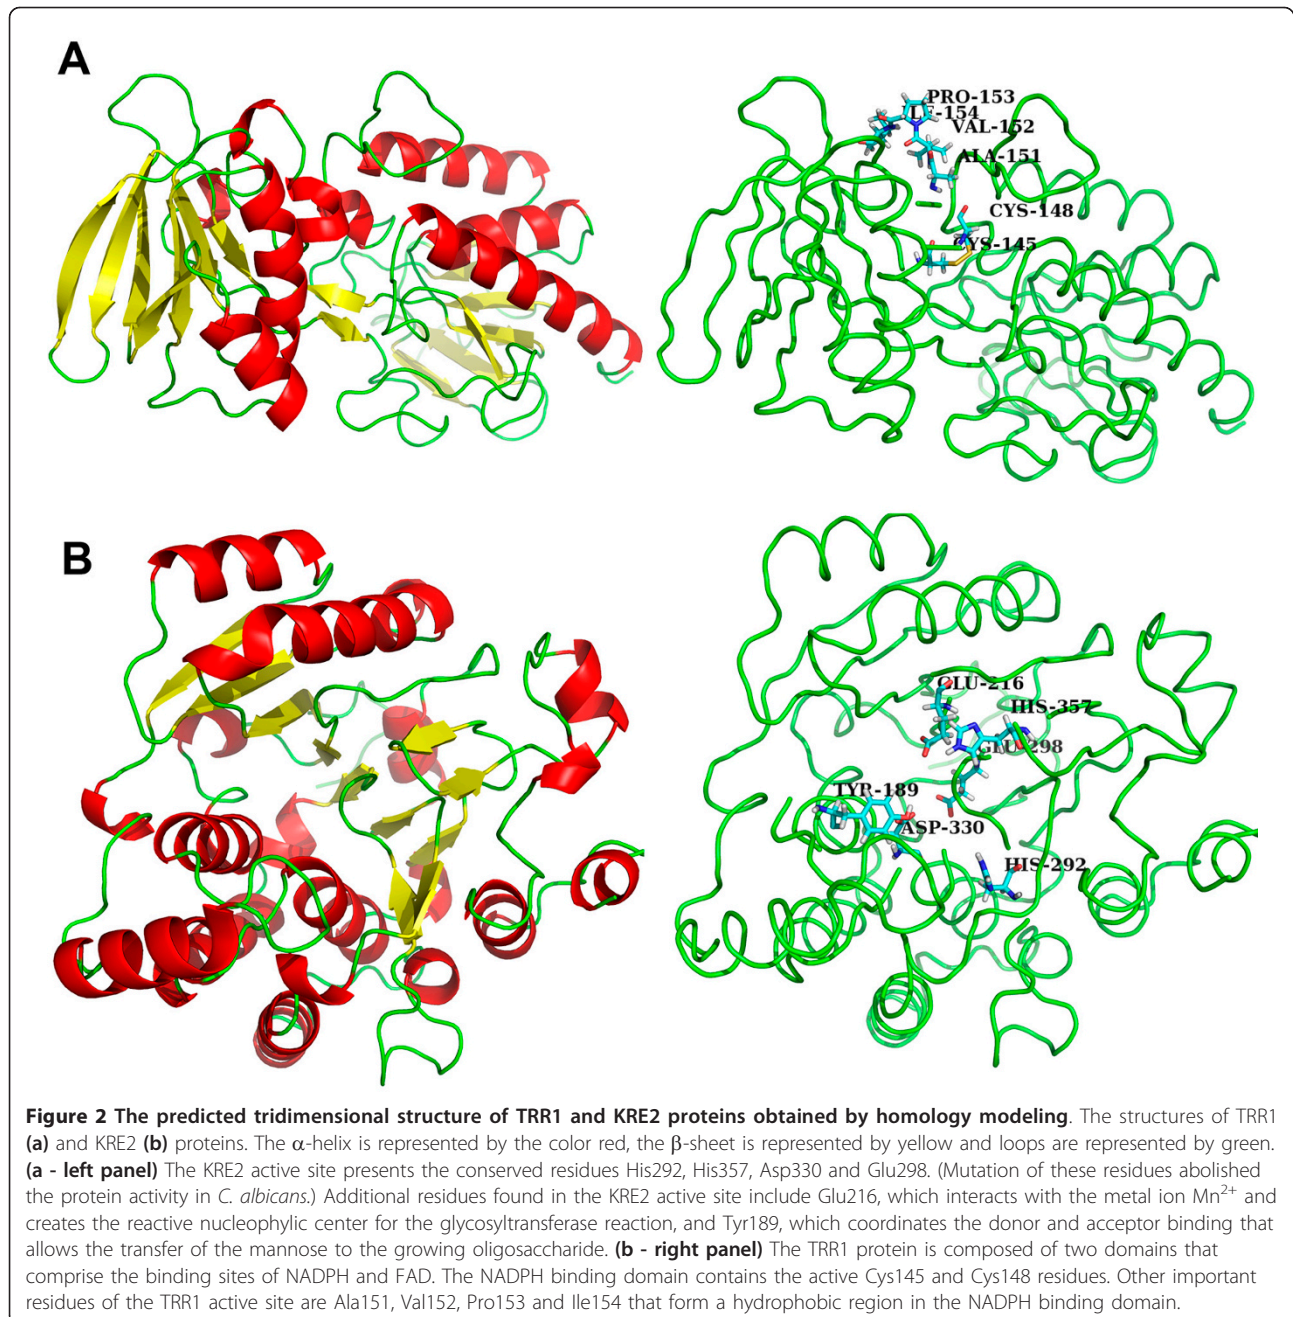 A
PRO-153
ILE-154
VAL-152
ALA-151
CYS-148
CYS-145
B
GLU-216
HIS-357
GLU-298
TYR-189
ASP-330
HIS-292
Figure 2 The predicted tridimensional structure of TRR1 and KRE2 proteins obtained by homology modeling. The structures of TRR1
(a) and KRE2 (b) proteins. The α-helix is represented by the color red, the β-sheet is represented by yellow and loops are represented by green.
(a - left panel) The KRE2 active site presents the conserved residues His292, His357, Asp330 and Glu298. (Mutation of these residues abolished
the protein activity in C. albicans.) Additional residues found in the KRE2 active site include Glu216, which interacts with the metal ion Mn²⁺ and
creates the reactive nucleophylic center for the glycosyltransferase reaction, and Tyr189, which coordinates the donor and acceptor binding that
allows the transfer of the mannose to the growing oligosaccharide. (b - right panel) The TRR1 protein is composed of two domains that
comprise the binding sites of NADPH and FAD. The NADPH binding domain contains the active Cys145 and Cys148 residues. Other important
residues of the TRR1 active site are Ala151, Val152, Pro153 and Ile154 that form a hydrophobic region in the NADPH binding domain.